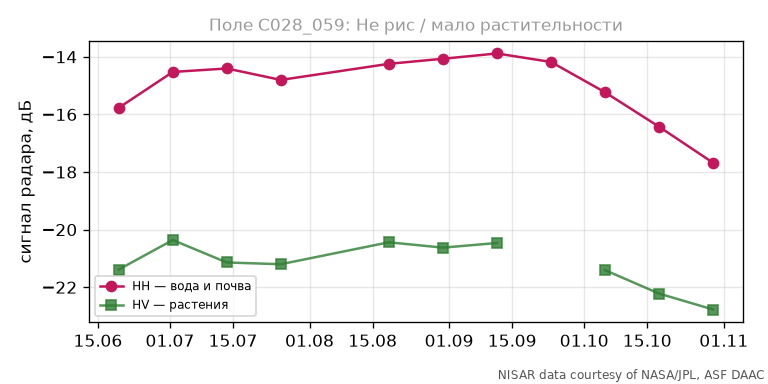 Поле C028_059: Не рис / мало растительности
сигнал радара, дБ
−14
−16
−18
−20
−22
HH — вода и почва
HV — растения
15.06 01.07 15.07 01.08 15.08 01.09 15.09 01.10 15.10 01.11
NISAR data courtesy of NASA/JPL, ASF DAAC